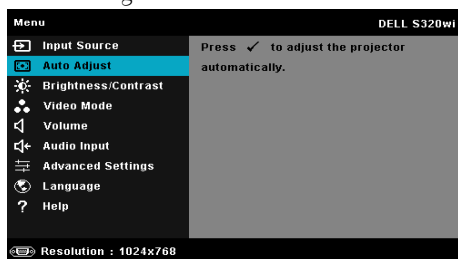 Menu DELL S320wi
Input Source
Auto Adjust
Brightness/Contrast
Video Mode
Volume
Audio Input
Advanced Settings
Language
? Help
Press ✓ to adjust the projector
automatically.
Resolution : 1024x768